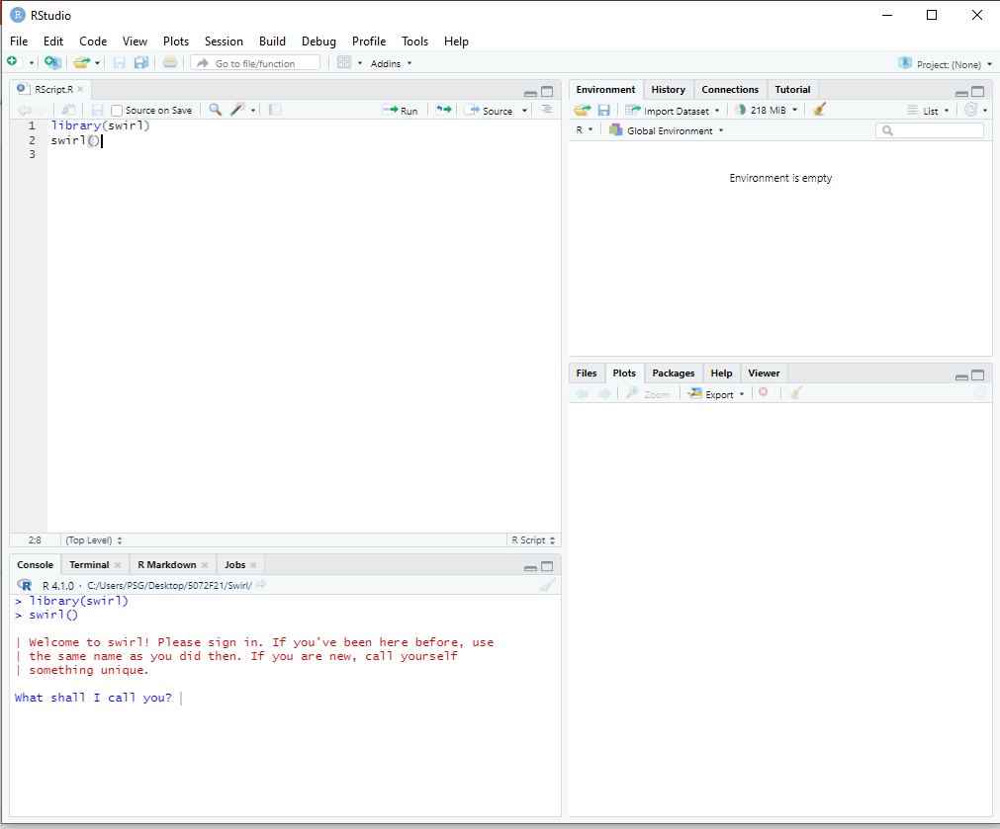 RStudio
File Edit Code View Plots Session Build Debug Profile Tools Help
Go to file/function Addins Project: (None)
RScript.R
Source on Save Run Source
1 library(swirl)
2 swirl()
3
2:8 (Top Level) R Script
Console Terminal R Markdown Jobs
R 4.1.0 · C:/Users/PSG/Desktop/5072F21/Swirl/
> library(swirl)
> swirl()
| Welcome to swirl! Please sign in. If you've been here before, use
| the same name as you did then. If you are new, call yourself
| something unique.
What shall I call you?
Environment History Connections Tutorial
Import Dataset 218 MiB List
R Global Environment
Environment is empty
Files Plots Packages Help Viewer
Zoom Export